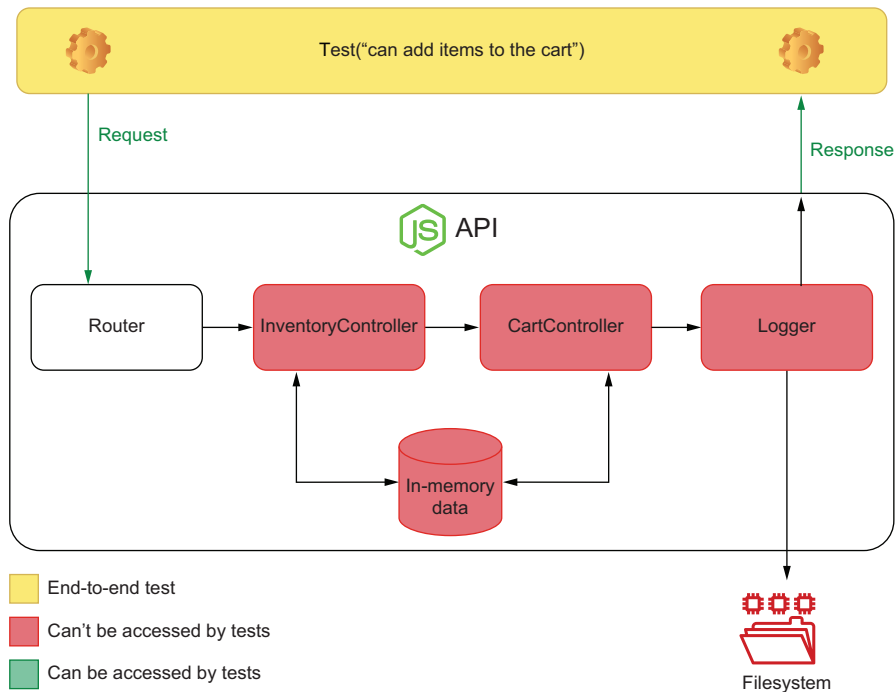 Test(“can add items to the cart”)
Request
Response
JS API
Router
InventoryController
CartController
Logger
In-memory
data
End-to-end test
Can’t be accessed by tests
Can be accessed by tests
Filesystem